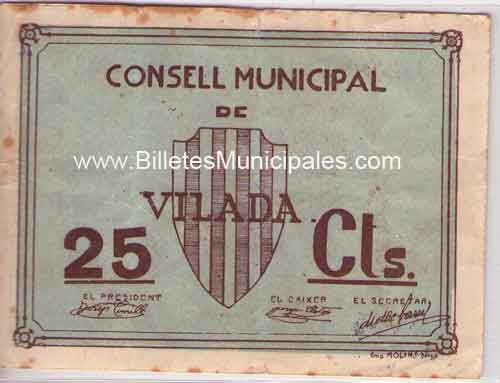 CONSELL MUNICIPAL
DE
www.BilletesMunicipales.com
VILADA
25 Cts.
EL PRESIDENT EL CAIXER EL SECRETARI